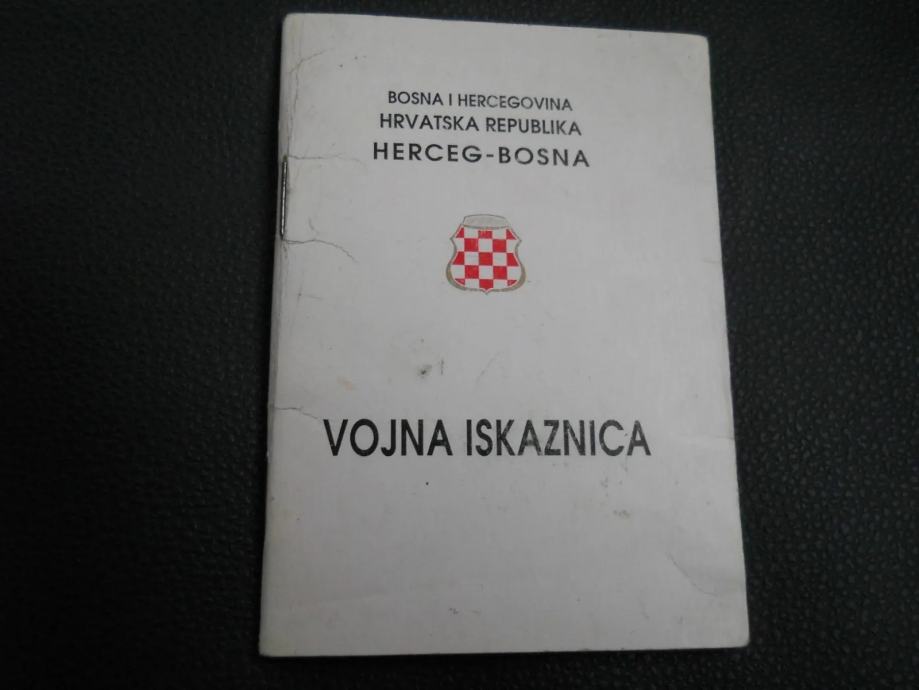 BOSNA I HERCEGOVINA
HRVATSKA REPUBLIKA
HERCEG-BOSNA
VOJNA ISKAZNICA